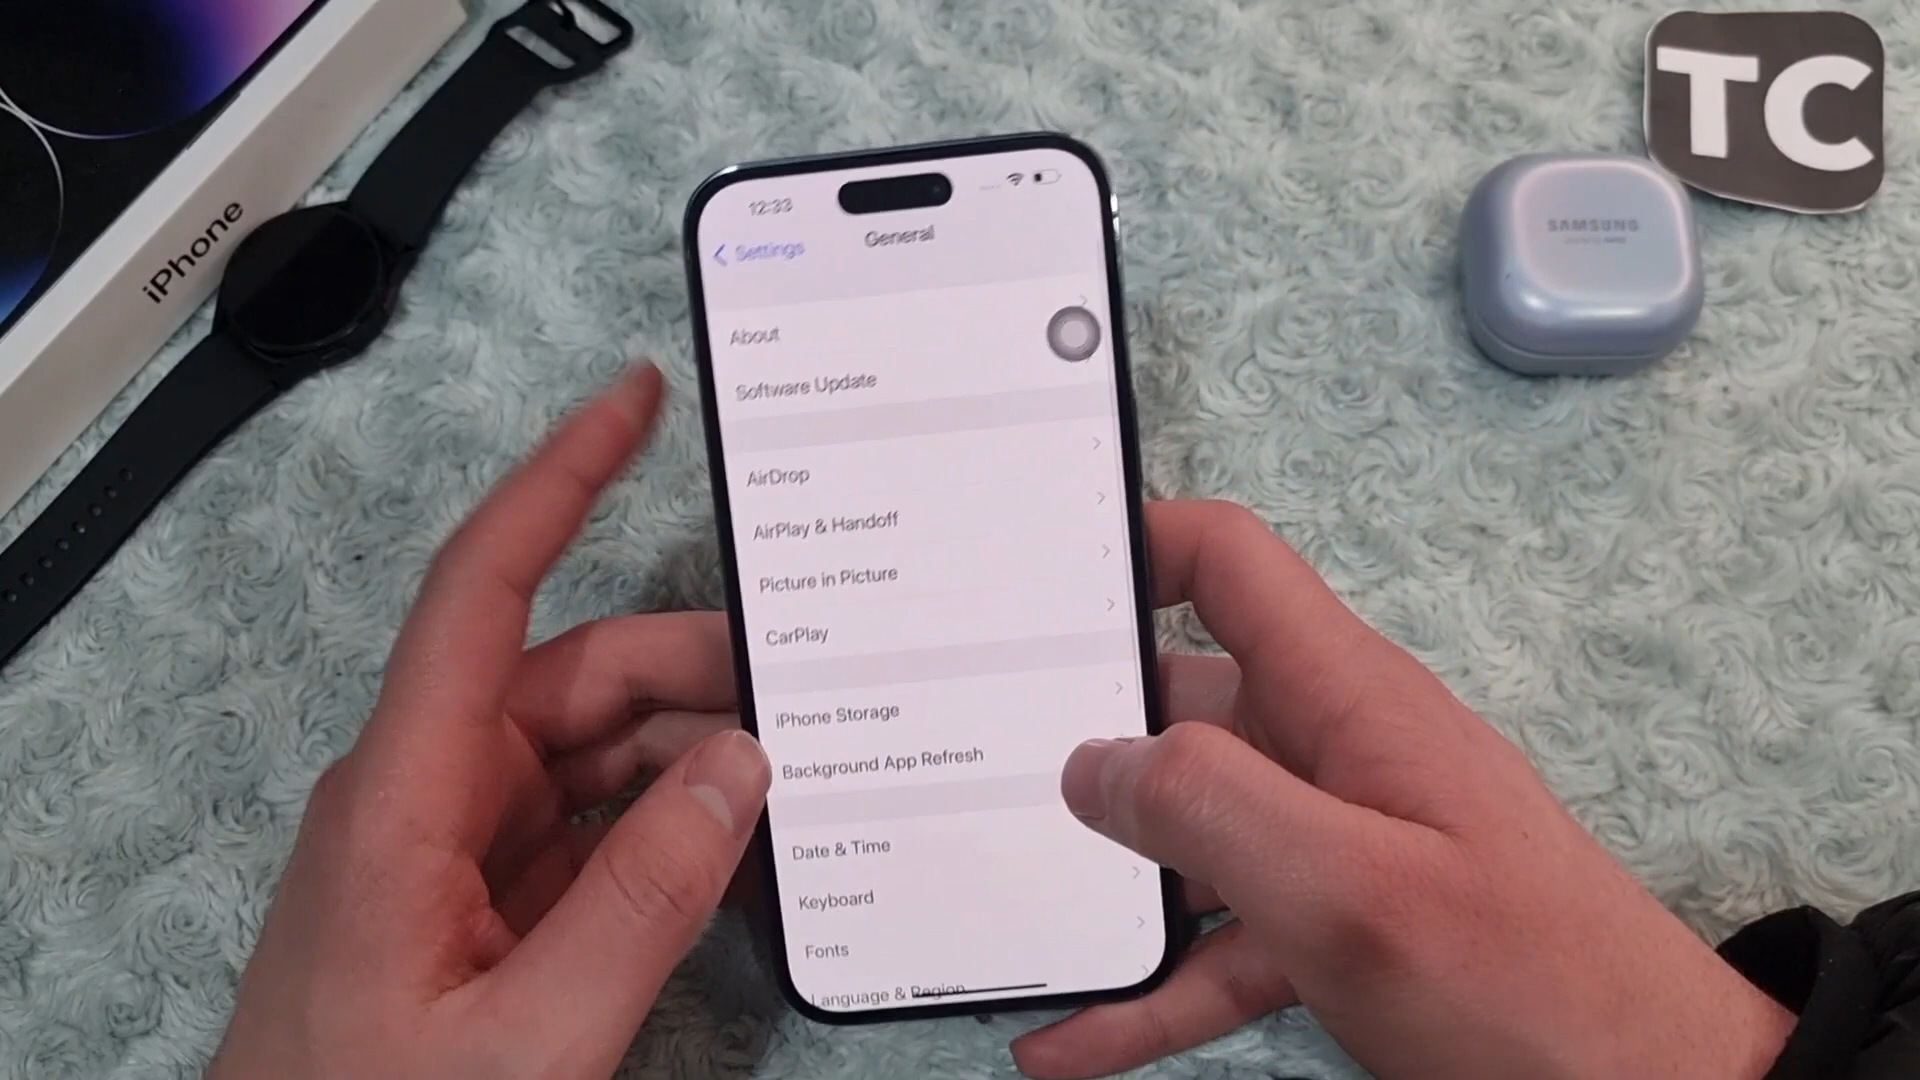 TC
iPhone
SAMSUNG
12:33
Settings
General
About
Software Update
AirDrop
AirPlay & Handoff
Picture in Picture
CarPlay
iPhone Storage
Background App Refresh
Date & Time
Keyboard
Fonts
Language & Region